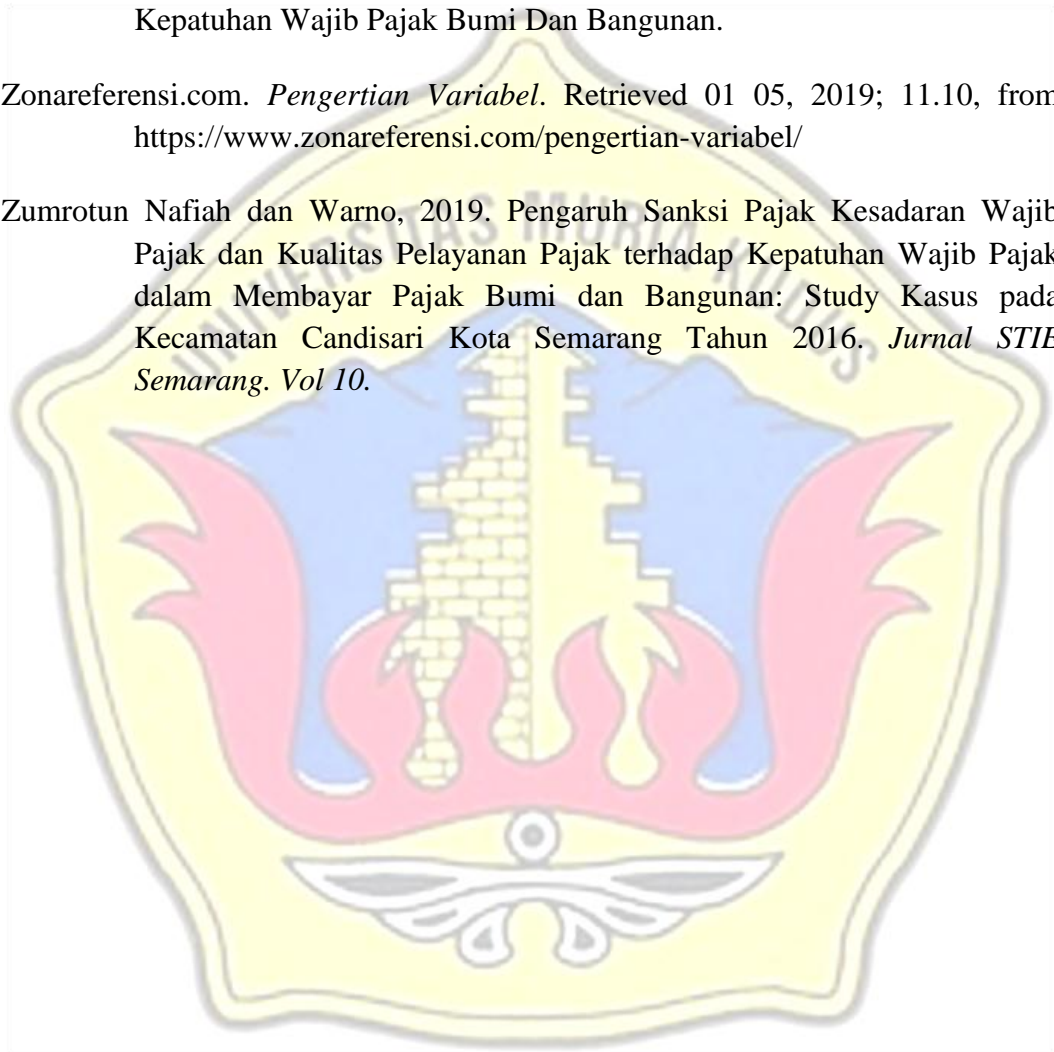 Kepatuhan Wajib Pajak Bumi Dan Bangunan.
Zonareferensi.com. Pengertian Variabel. Retrieved 01 05, 2019; 11.10, from
https://www.zonareferensi.com/pengertian-variabel/
Zumrotun Nafiah dan Warno, 2019. Pengaruh Sanksi Pajak Kesadaran Wajib
Pajak dan Kualitas Pelayanan Pajak terhadap Kepatuhan Wajib Pajak
dalam Membayar Pajak Bumi dan Bangunan: Study Kasus pada
Kecamatan Candisari Kota Semarang Tahun 2016. Jurnal STIE
Semarang. Vol 10.
UNIVERSITAS MURIA KUDUS